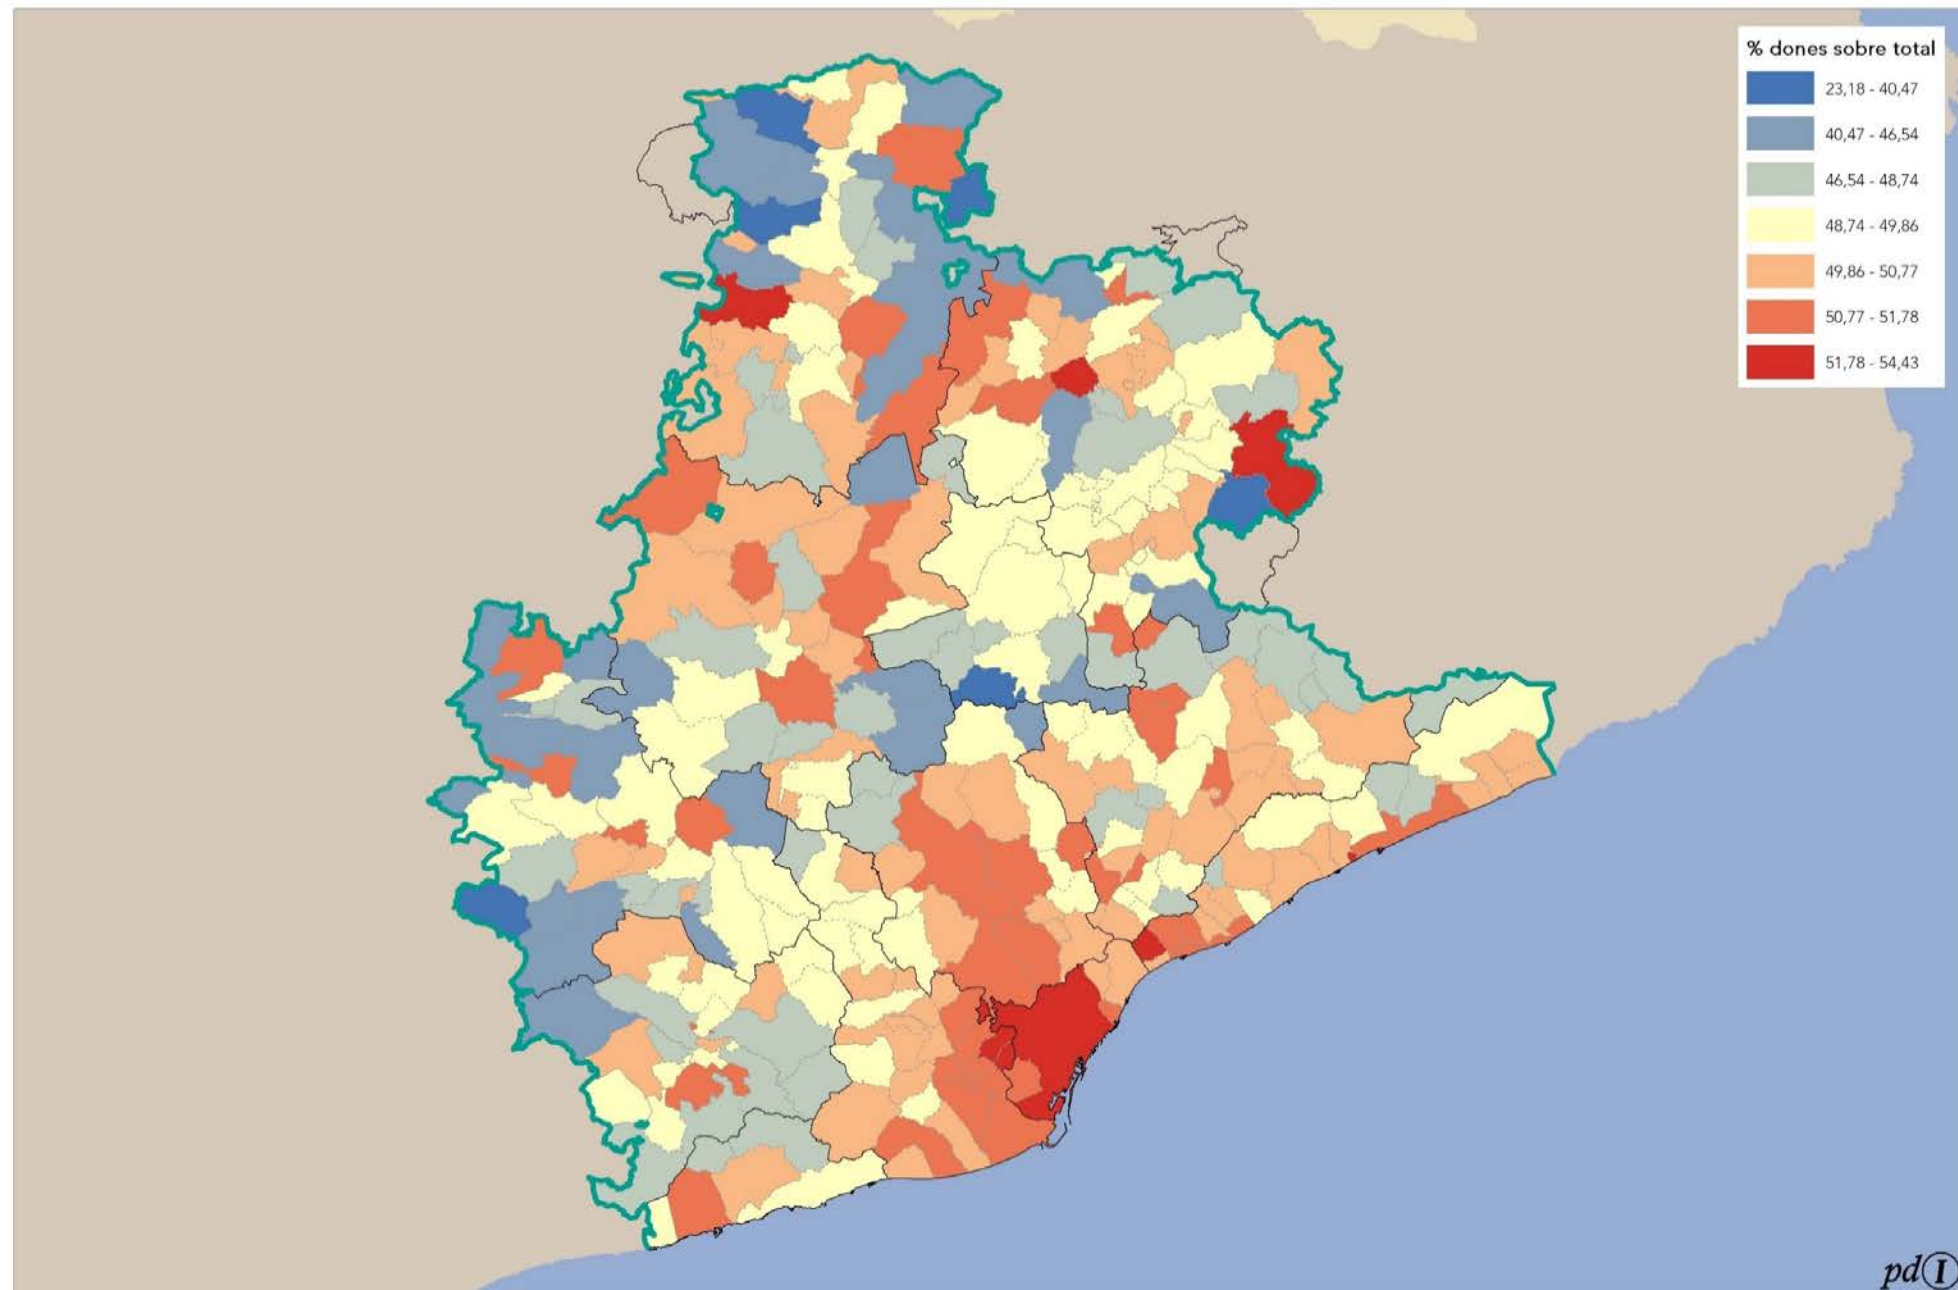 % dones sobre total
23,18 - 40,47
40,47 - 46,54
46,54 - 48,74
48,74 - 49,86
49,86 - 50,77
50,77 - 51,78
51,78 - 54,43
pdI